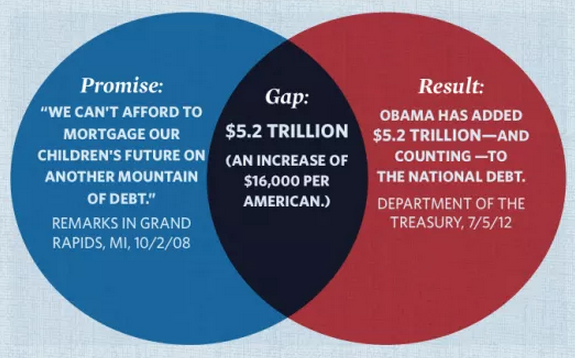 Promise:
"WE CAN'T AFFORD TO
MORTGAGE OUR
CHILDREN'S FUTURE ON
ANOTHER MOUNTAIN
OF DEBT."
REMARKS IN GRAND
RAPIDS, MI, 10/2/08
Gap:
$5.2 TRILLION
(AN INCREASE OF
$16,000 PER
AMERICAN.)
Result:
OBAMA HAS ADDED
$5.2 TRILLION—AND
COUNTING —TO
THE NATIONAL DEBT.
DEPARTMENT OF THE
TREASURY, 7/5/12